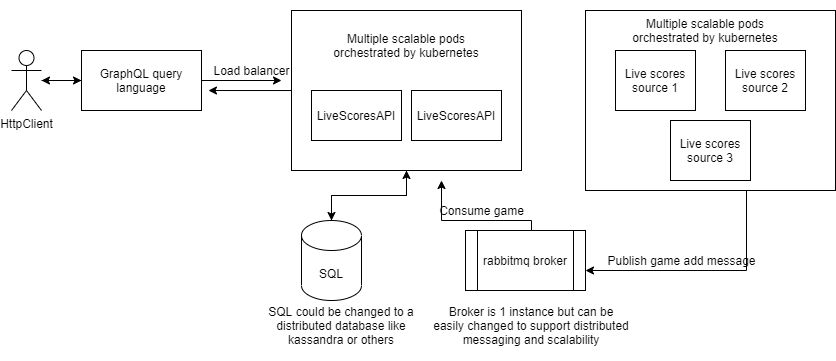 HttpClient
GraphQL query
language
Load balancer
Multiple scalable pods
orchestrated by kubernetes
LiveScoresAPI
LiveScoresAPI
Multiple scalable pods
orchestrated by kubernetes
Live scores
source 1
Live scores
source 2
Live scores
source 3
Consume game
SQL
rabbitmq broker
Publish game add message
SQL could be changed to a
distributed database like
kassandra or others
Broker is 1 instance but can be
easily changed to support distributed
messaging and scalability